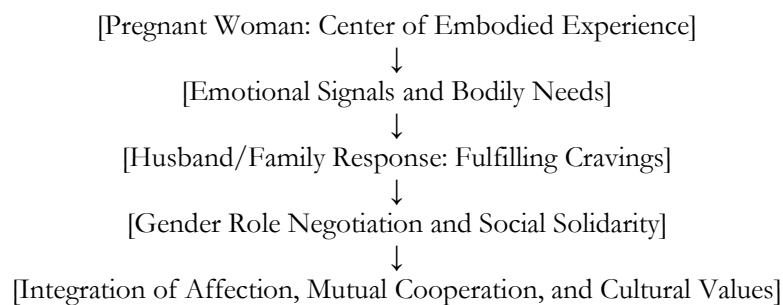 [Pregnant Woman: Center of Embodied Experience]
↓
[Emotional Signals and Bodily Needs]
↓
[Husband/Family Response: Fulfilling Cravings]
↓
[Gender Role Negotiation and Social Solidarity]
↓
[Integration of Affection, Mutual Cooperation, and Cultural Values]